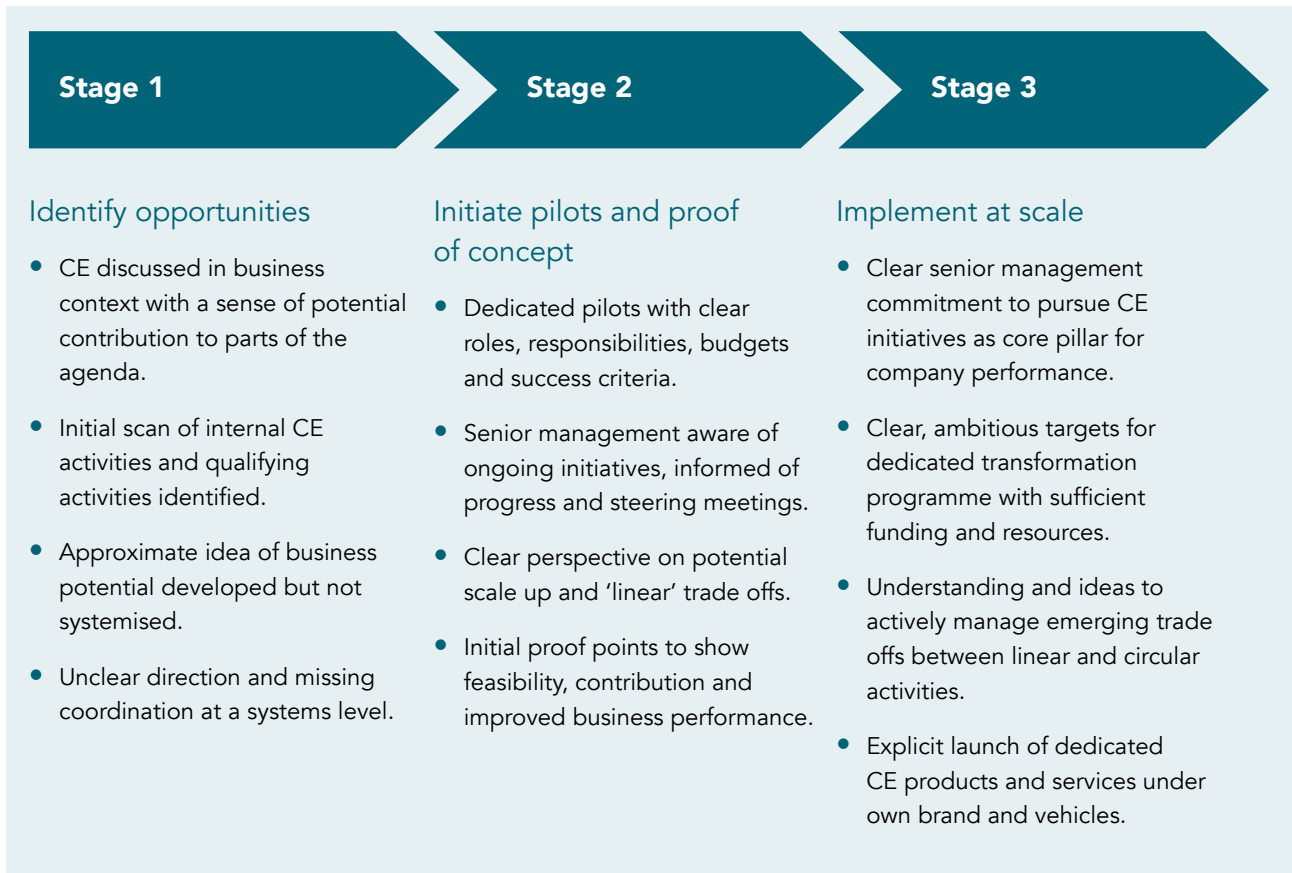 Stage 1
Stage 2
Stage 3
Identify opportunities
• CE discussed in business
context with a sense of potential
contribution to parts of the
agenda.
• Initial scan of internal CE
activities and qualifying
activities identified.
• Approximate idea of business
potential developed but not
systemised.
• Unclear direction and missing
coordination at a systems level.
Initiate pilots and proof
of concept
• Dedicated pilots with clear
roles, responsibilities, budgets
and success criteria.
• Senior management aware of
ongoing initiatives, informed of
progress and steering meetings.
• Clear perspective on potential
scale up and ‘linear’ trade offs.
• Initial proof points to show
feasibility, contribution and
improved business performance.
Implement at scale
• Clear senior management
commitment to pursue CE
initiatives as core pillar for
company performance.
• Clear, ambitious targets for
dedicated transformation
programme with sufficient
funding and resources.
• Understanding and ideas to
actively manage emerging trade
offs between linear and circular
activities.
• Explicit launch of dedicated
CE products and services under
own brand and vehicles.